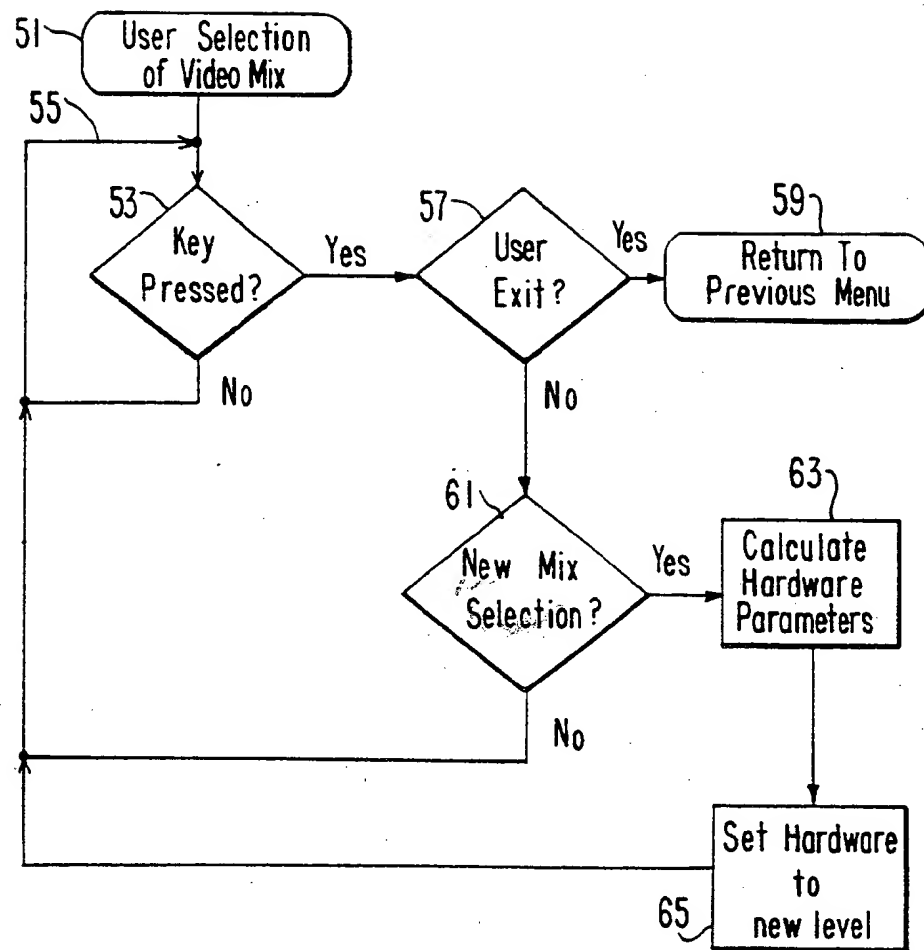 51
User Selection
of Video Mix
55
53
Key
Pressed?
Yes
No
57
User
Exit?
Yes
No
59
Return To
Previous Menu
61
New Mix
Selection?
Yes
No
63
Calculate
Hardware
Parameters
Set Hardware
to
new level
65